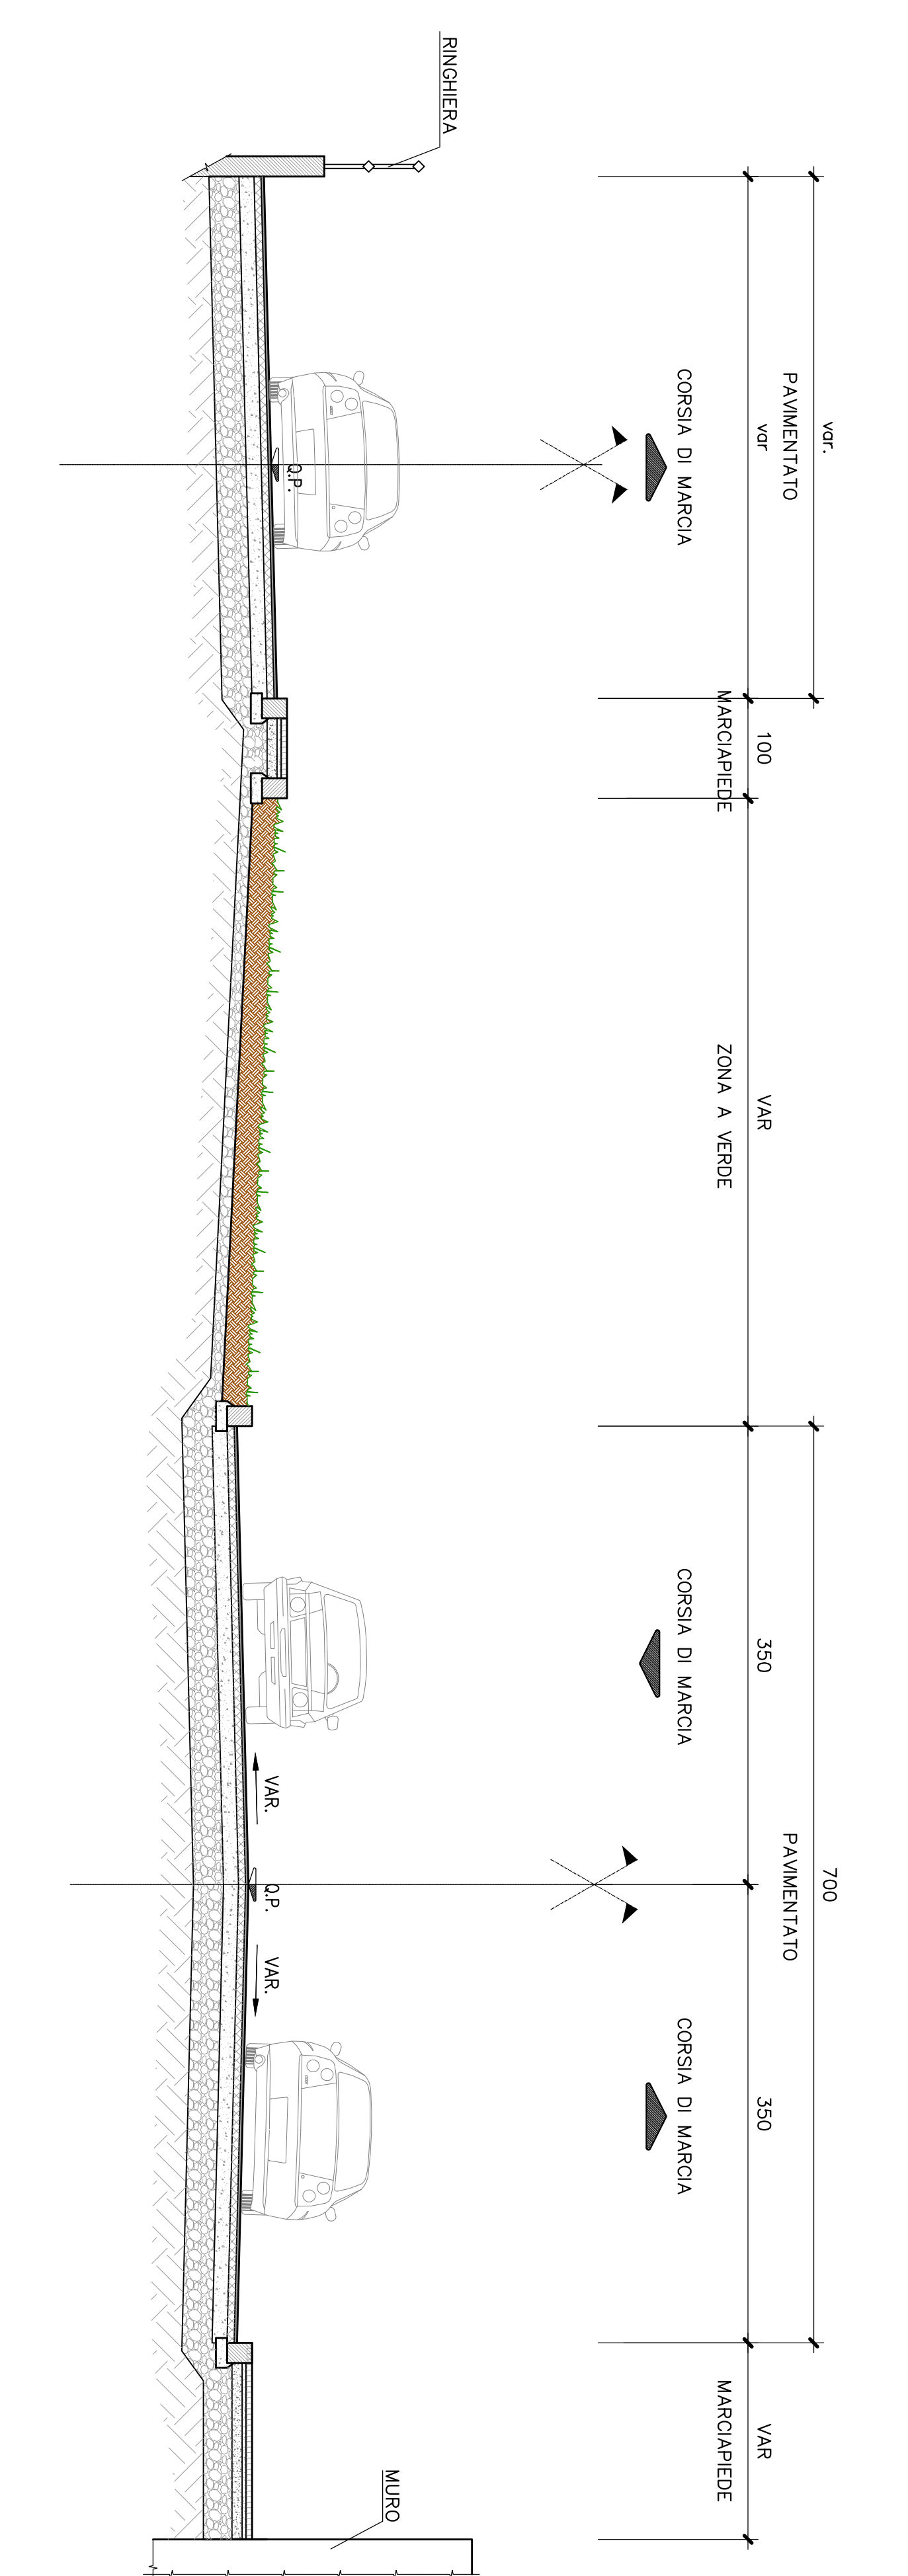 var.
700
PAVIMENTATO
PAVIMENTATO
var
100
VAR
350
350
VAR
MARCIAPIEDE
ZONA A VERDE
MARCIAPIEDE
CORSIA DI MARCIA
CORSIA DI MARCIA
CORSIA DI MARCIA
RINGHIERA
MURO
Q.P.
VAR.
Q.P.
VAR.